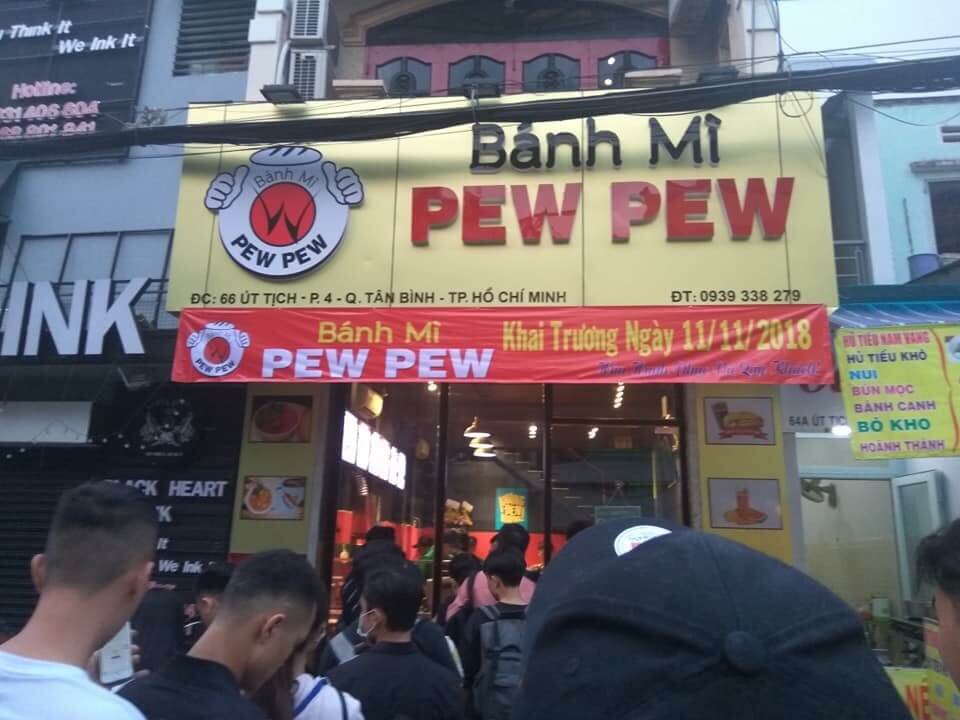 Think It
We Ink It
Hotline:
Bánh Mì
PEW PEW
Bánh Mì
PEW PEW
ĐC: 66 ÚT TỊCH - P. 4 - Q. TÂN BÌNH - TP. HỒ CHÍ MINH
ĐT: 0939 338 279
INK
PEW PEW
Bánh Mì
PEW PEW
Khai Trương Ngày 11/11/2018
HỦ TIẾU NAM VANG
HỦ TIẾU KHÔ
NUI
BÚN MỌC
BÁNH CANH
BÒ KHO
HOÀNH THÁNH
64A ÚT TỊCH
PEW
BLACK HEART
It
We Ink It